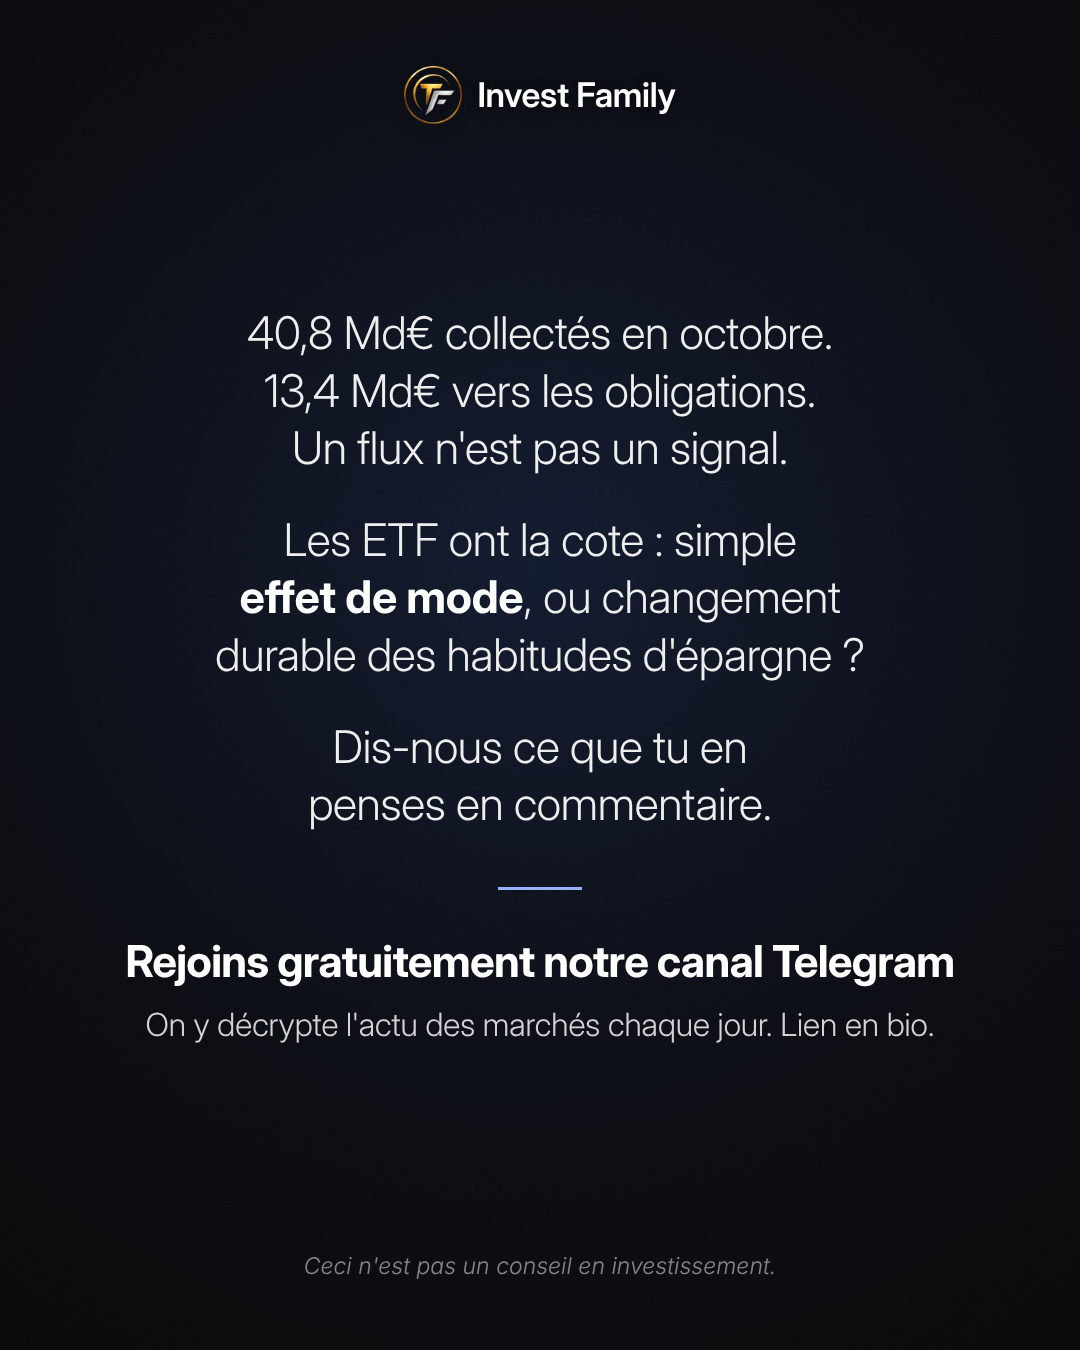 TF Invest Family
40,8 Md€ collectés en octobre.
13,4 Md€ vers les obligations.
Un flux n'est pas un signal.
Les ETF ont la cote : simple
effet de mode, ou changement
durable des habitudes d'épargne ?
Dis-nous ce que tu en
penses en commentaire.
Rejoins gratuitement notre canal Telegram
On y décrypte l'actu des marchés chaque jour. Lien en bio.
Ceci n'est pas un conseil en investissement.